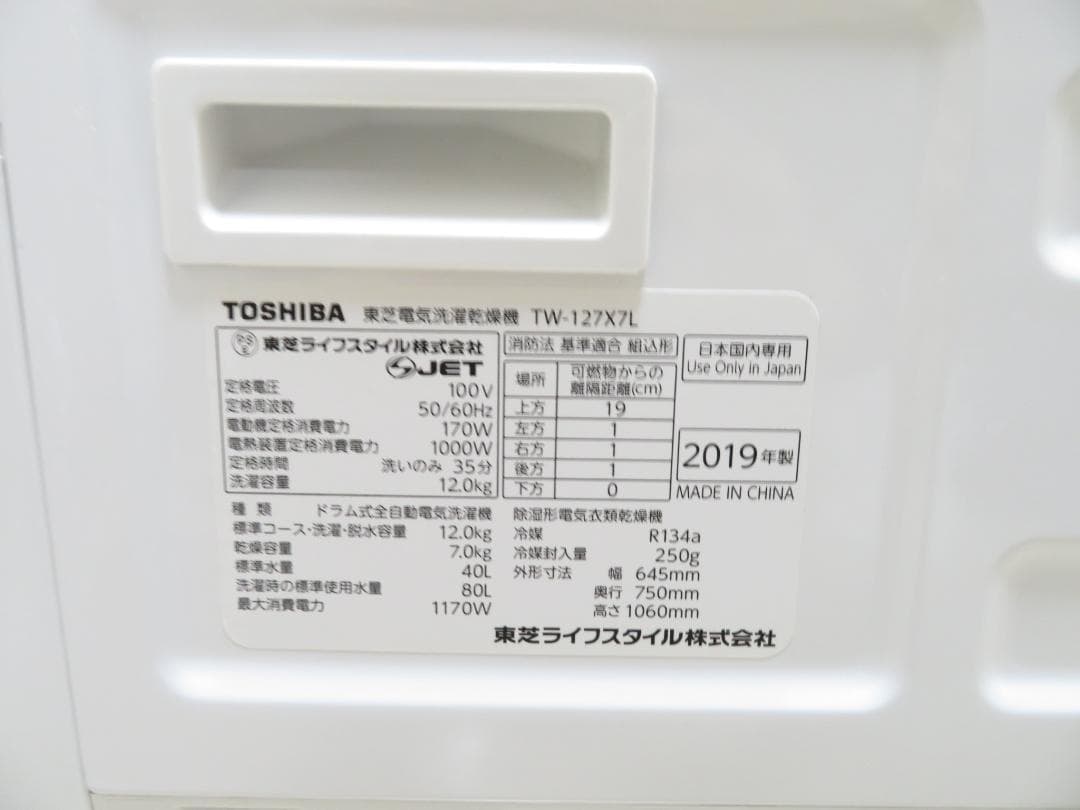 TOSHIBA 東芝電気洗濯乾燥機 TW-127X7L
PSE 東芝ライフスタイル株式会社
JET
定格電圧 100V
定格周波数 50/60Hz
電動機定格消費電力 170W
電熱装置定格消費電力 1000W
定格時間 洗いのみ 35分
洗濯容量 12.0kg
消防法 基準適合 組込形
場所 可燃物からの
離隔距離(cm)
上方 19
左方 1
右方 1
後方 1
下方 0
日本国内専用
Use Only in Japan
2019年製
MADE IN CHINA
種類 ドラム式全自動電気洗濯機
標準コース・洗濯・脱水容量 12.0kg
乾燥容量 7.0kg
標準水量 40L
洗濯時の標準使用水量 80L
最大消費電力 1170W
除湿形電気衣類乾燥機
冷媒 R134a
冷媒封入量 250g
外形寸法 幅 645mm
奥行 750mm
高さ 1060mm
東芝ライフスタイル株式会社